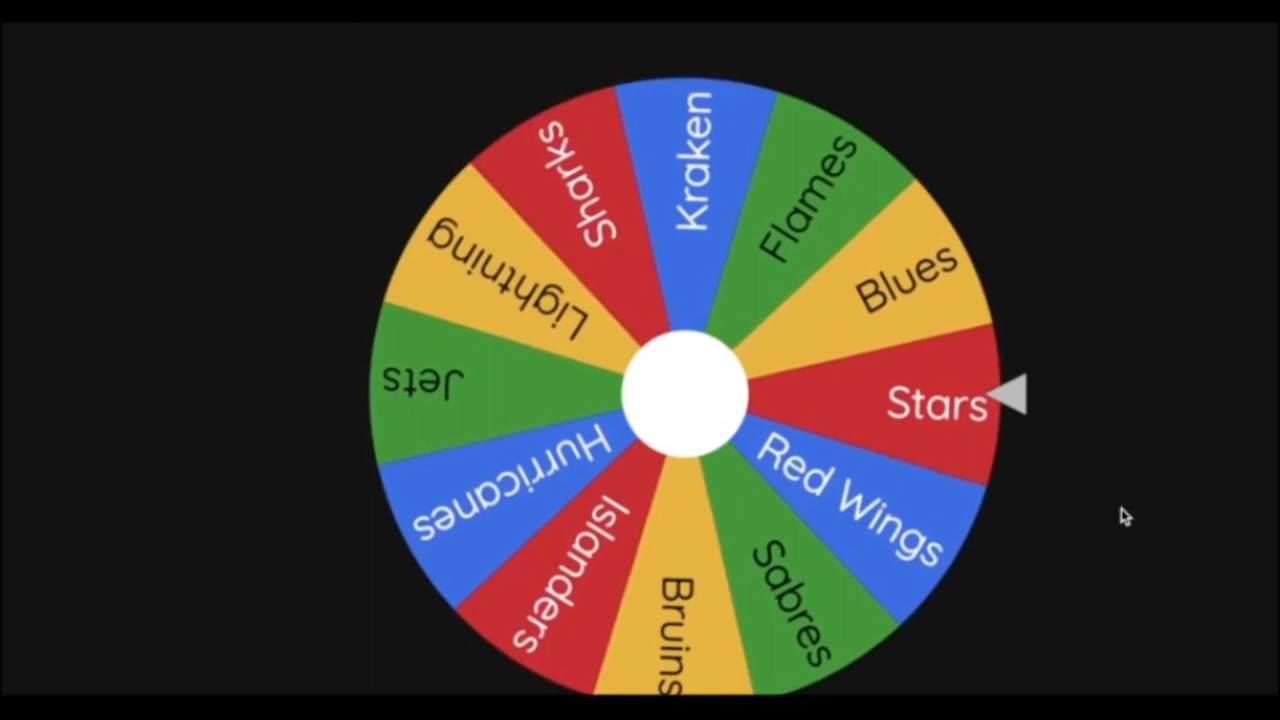 Kraken
Flames
Blues
Stars
Red Wings
Sabres
Bruins
Islanders
Hurricanes
Jets
Lightning
Sharks